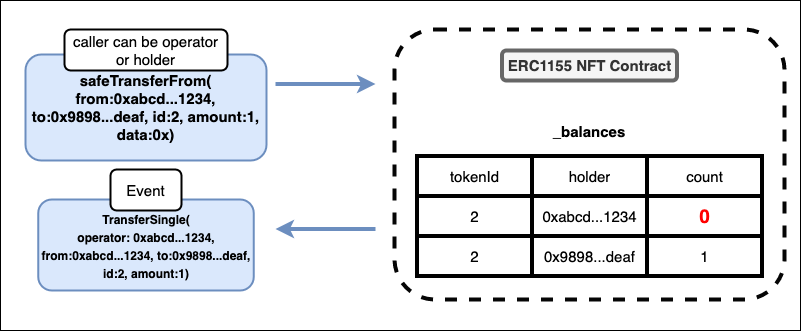 caller can be operator
or holder
safeTransferFrom(
from:0xabcd...1234,
to:0x9898...deaf, id:2, amount:1,
data:0x)
Event
TransferSingle(
operator: 0xabcd...1234,
from:0xabcd...1234, to:0x9898...deaf,
id:2, amount:1)
ERC1155 NFT Contract
_balances
tokenId holder count
2 0xabcd...1234 0
2 0x9898...deaf 1